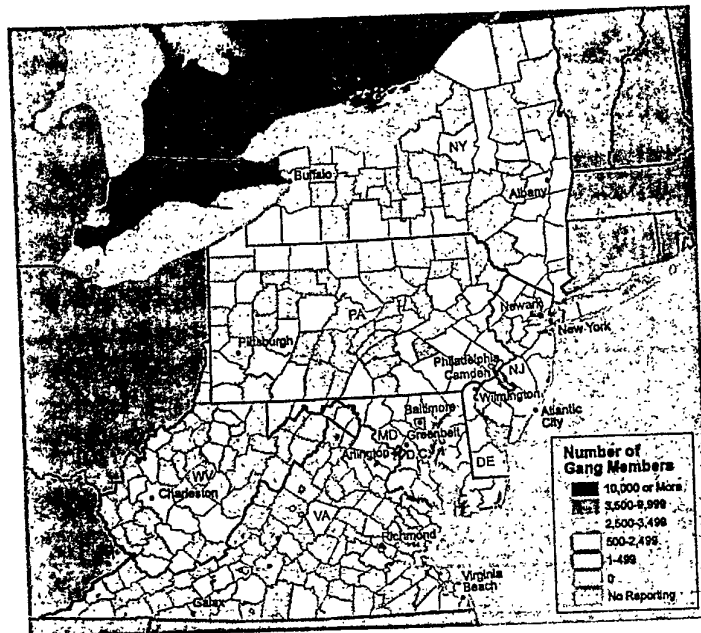 NY
Buffalo
Albany
Newark
PA
New York
Pittsburgh
Philadelphia
Camden
NJ
Wilmington
Baltimore
Atlantic
City
MD
Greenbelt
Arlington
D.C.
DE
WV
Charleston
VA
Richmond
Virginia
Beach
Galax
Number of
Gang Members
10,000 or More
3,500-9,999
2,500-3,499
500-2,499
1-499
0
No Reporting